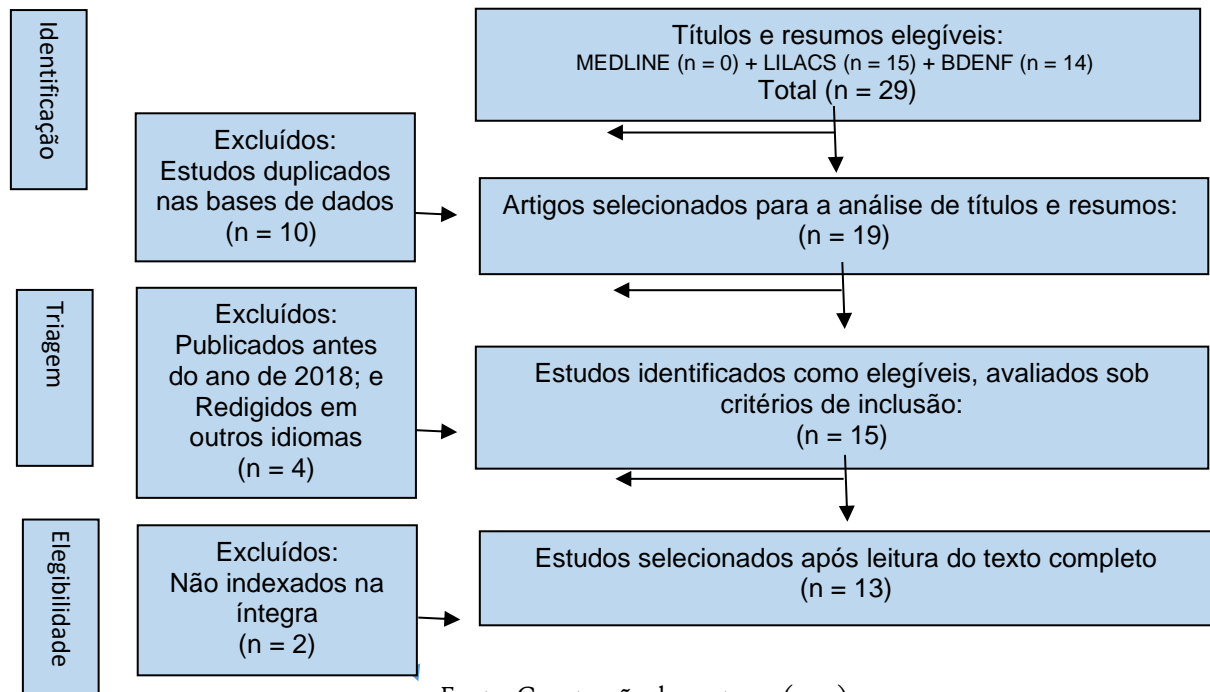 Identificação
Títulos e resumos elegíveis:
MEDLINE (n = 0) + LILACS (n = 15) + BDENF (n = 14)
Total (n = 29)
Excluídos:
Estudos duplicados
nas bases de dados
(n = 10)
Artigos selecionados para a análise de títulos e resumos:
(n = 19)
Triagem
Excluídos:
Publicados antes
do ano de 2018; e
Redigidos em
outros idiomas
(n = 4)
Estudos identificados como elegíveis, avaliados sob
critérios de inclusão:
(n = 15)
Elegibilidade
Excluídos:
Não indexados na
íntegra
(n = 2)
Estudos selecionados após leitura do texto completo
(n = 13)